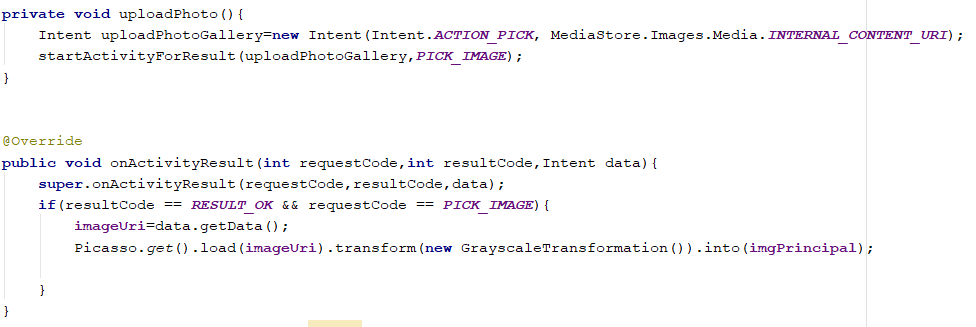 private void uploadPhoto(){
    Intent uploadPhotoGallery=new Intent(Intent.ACTION_PICK, MediaStore.Images.Media.INTERNAL_CONTENT_URI);
    startActivityForResult(uploadPhotoGallery,PICK_IMAGE);
}
@Override
public void onActivityResult(int requestCode,int resultCode,Intent data){
    super.onActivityResult(requestCode,resultCode,data);
    if(resultCode == RESULT_OK && requestCode == PICK_IMAGE){
        imageUri=data.getData();
        Picasso.get().load(imageUri).transform(new GrayscaleTransformation()).into(imgPrincipal);
    }
}